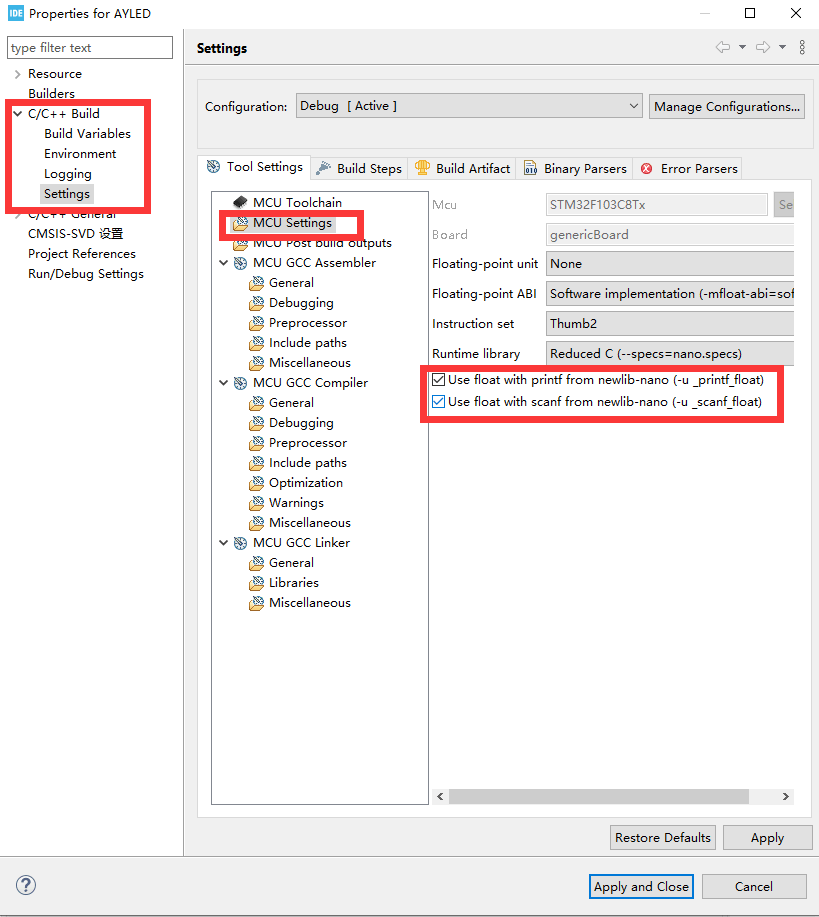 IDE Properties for AYLED
type filter text
Settings
Resource
Builders
C/C++ Build
Build Variables
Environment
Logging
Settings
C/C++ General
CMSIS-SVD 设置
Project References
Run/Debug Settings
Configuration: Debug [ Active ] Manage Configurations...
Tool Settings Build Steps Build Artifact Binary Parsers Error Parsers
MCU Toolchain
MCU Settings
MCU Post build outputs
MCU GCC Assembler
General
Debugging
Preprocessor
Include paths
Miscellaneous
MCU GCC Compiler
General
Debugging
Preprocessor
Include paths
Optimization
Warnings
Miscellaneous
MCU GCC Linker
General
Libraries
Miscellaneous
Mcu STM32F103C8Tx Se
Board genericBoard
Floating-point unit None
Floating-point ABI Software implementation (-mfloat-abi=sof
Instruction set Thumb2
Runtime library Reduced C (--specs=nano.specs)
Use float with printf from newlib-nano (-u _printf_float)
Use float with scanf from newlib-nano (-u _scanf_float)
Restore Defaults Apply
? Apply and Close Cancel